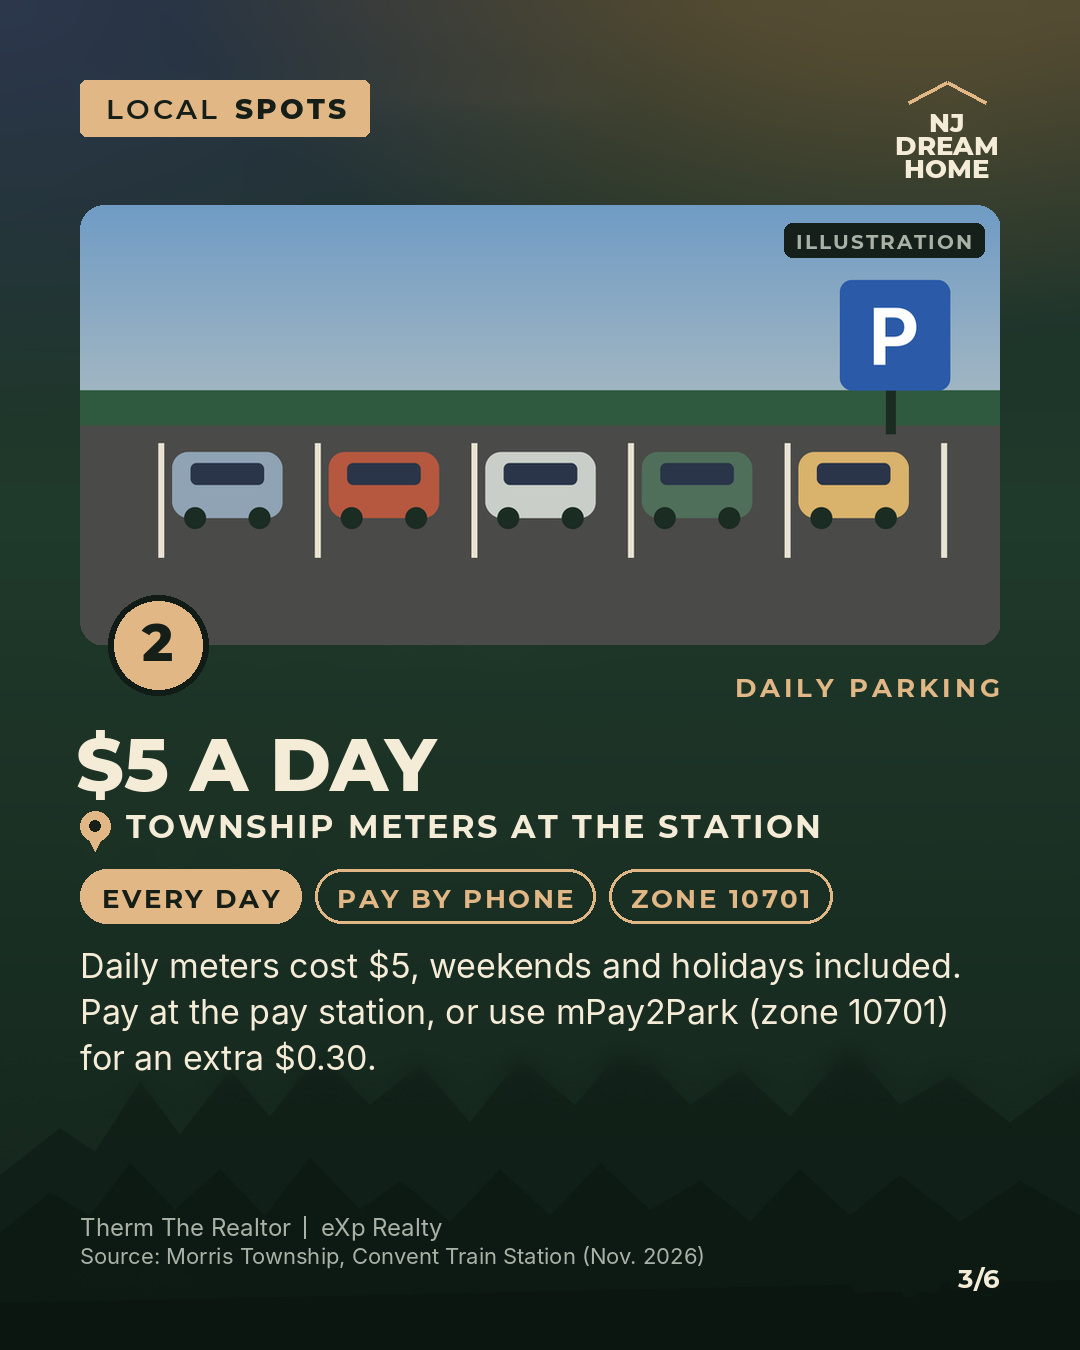 LOCAL SPOTS
NJ
DREAM
HOME
ILLUSTRATION
P
2
DAILY PARKING
$5 A DAY
TOWNSHIP METERS AT THE STATION
EVERY DAY
PAY BY PHONE
ZONE 10701
Daily meters cost $5, weekends and holidays included.
Pay at the pay station, or use mPay2Park (zone 10701)
for an extra $0.30.
Therm The Realtor | eXp Realty
Source: Morris Township, Convent Train Station (Nov. 2026)
3/6